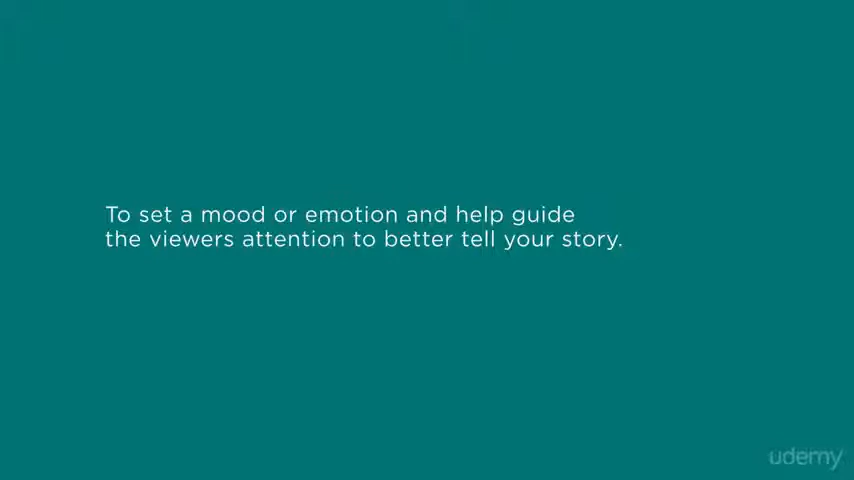 To set a mood or emotion and help guide
the viewers attention to better tell your story.
udemy